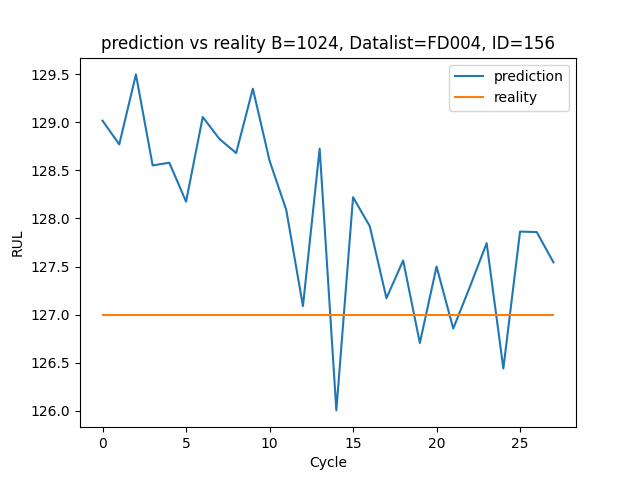 prediction vs reality B=1024, Datalist=FD004, ID=156
prediction
reality
129.5
129.0
128.5
128.0
127.5
127.0
126.5
126.0
RUL
0 5 10 15 20 25
Cycle